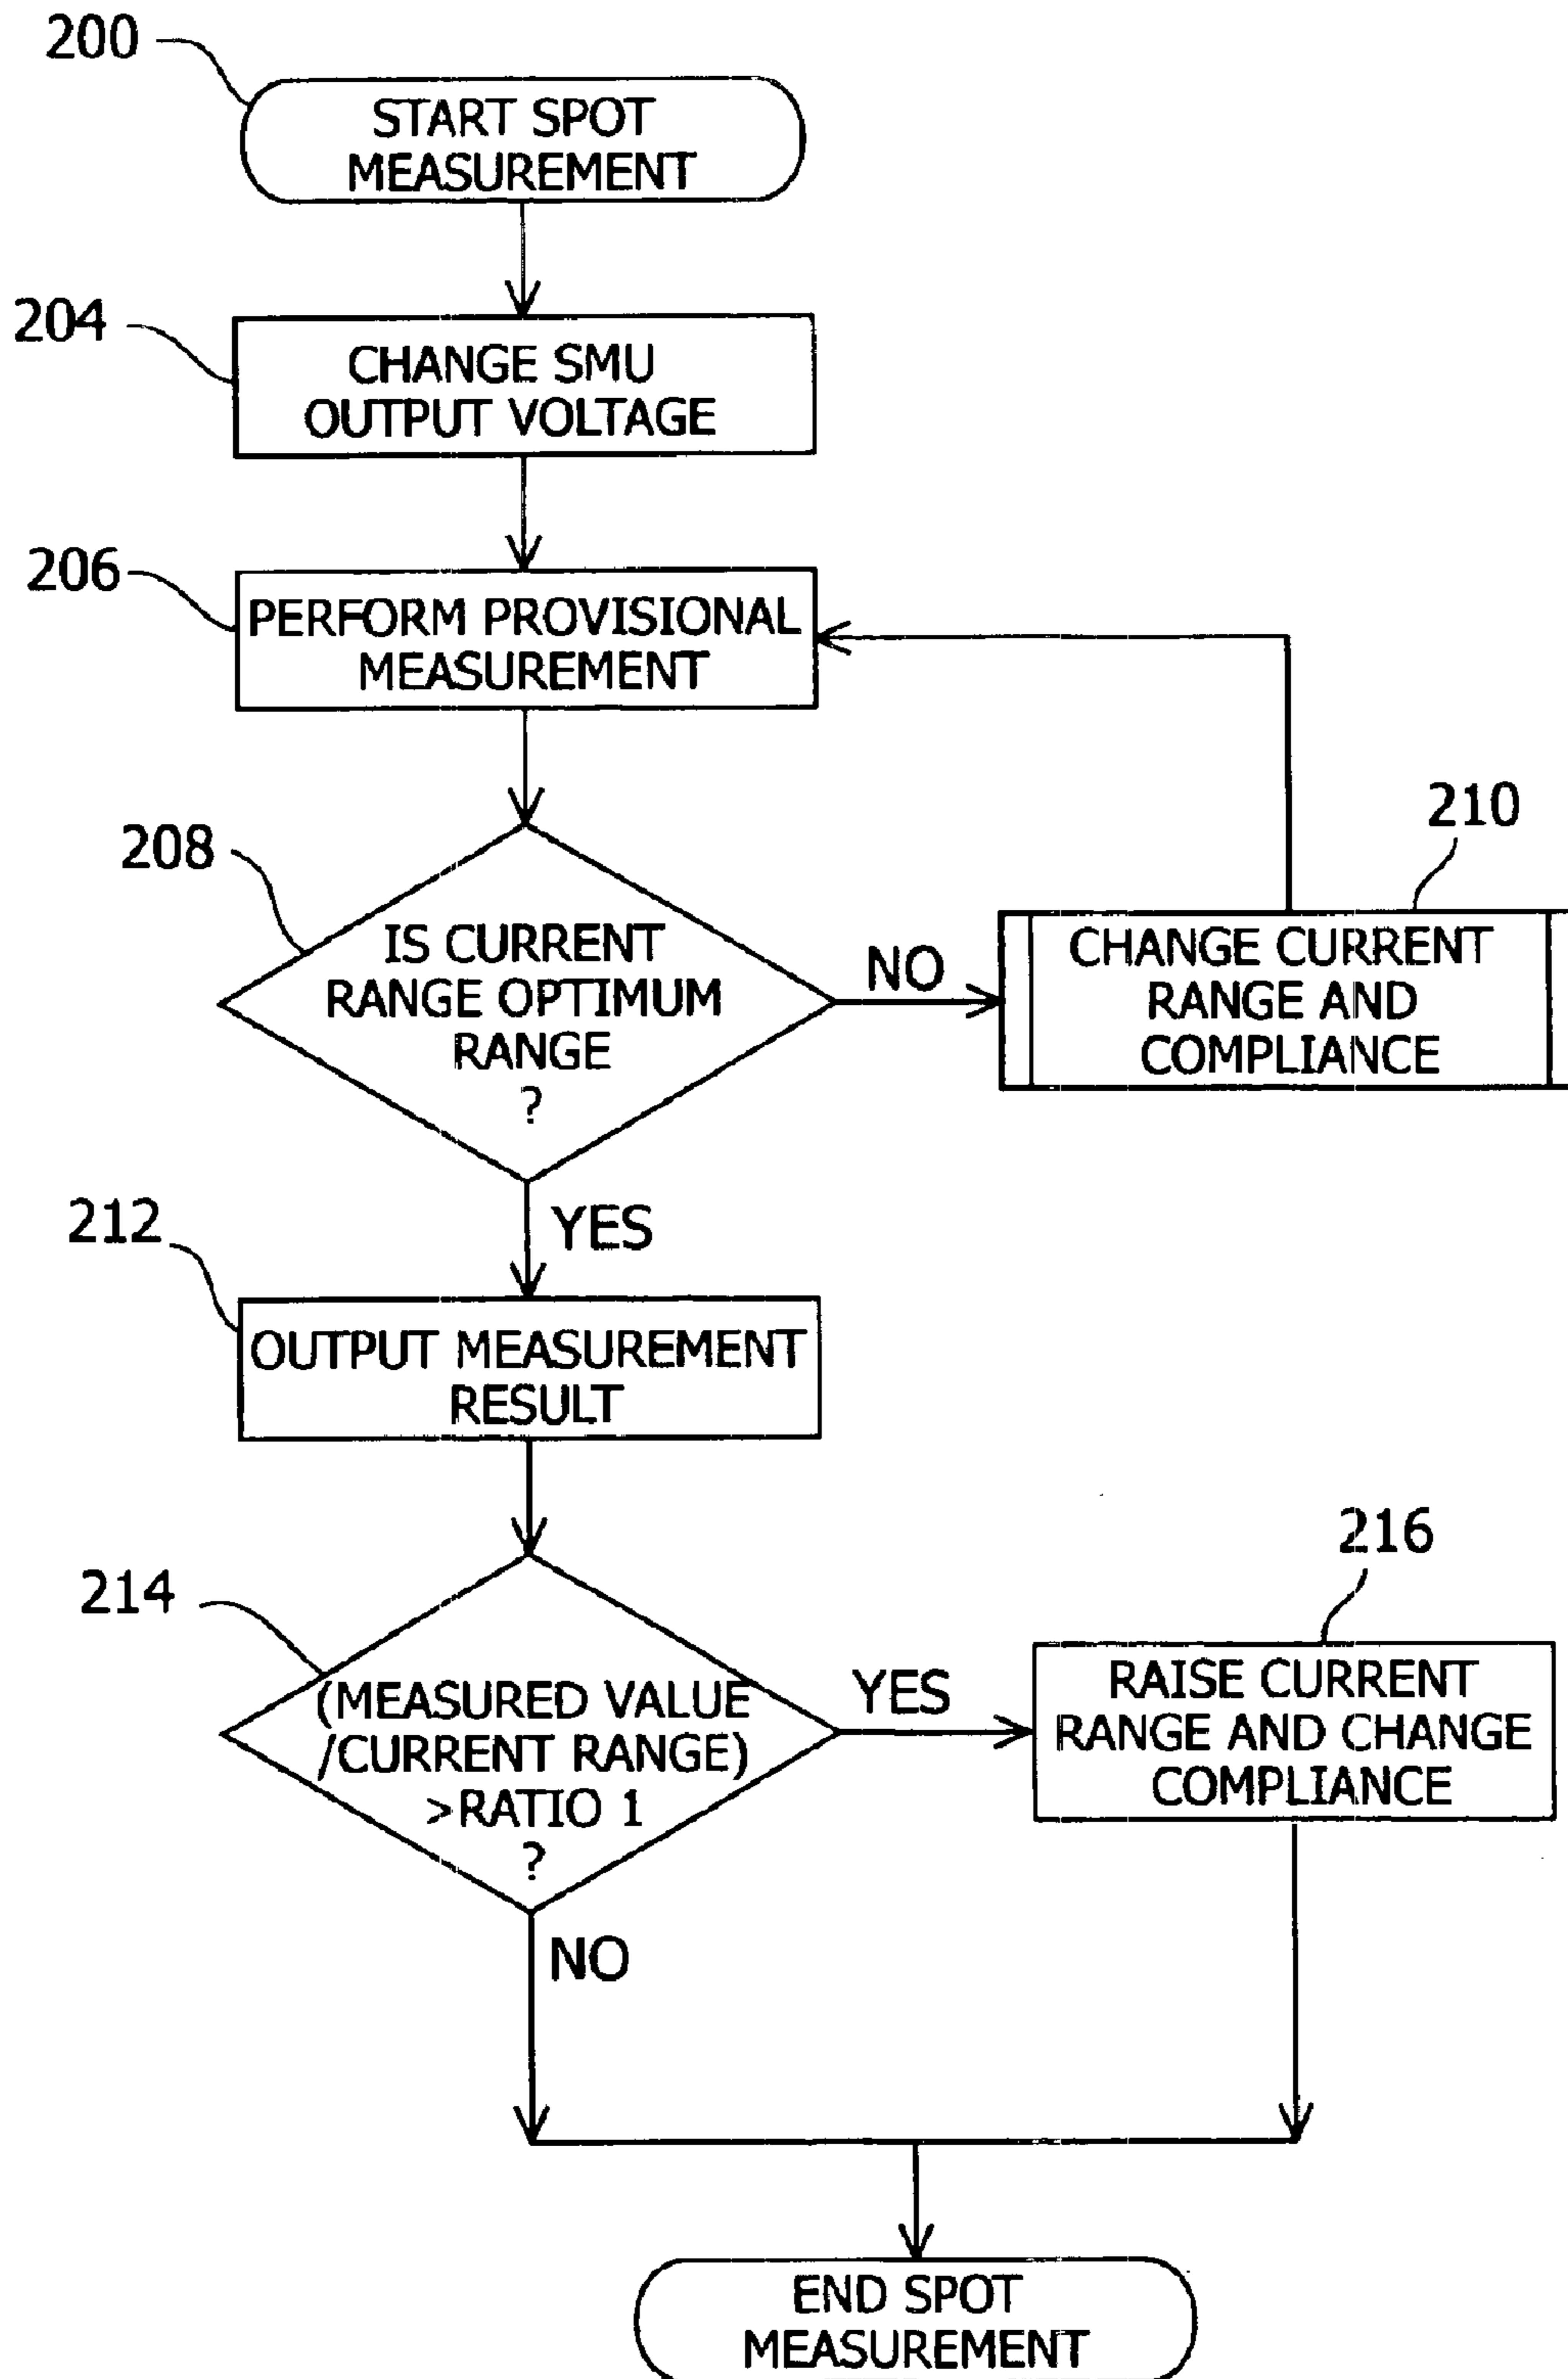 200
START SPOT
MEASUREMENT
204
CHANGE SMU
OUTPUT VOLTAGE
206
PERFORM PROVISIONAL
MEASUREMENT
208
IS CURRENT
RANGE OPTIMUM
RANGE
?
NO
210
CHANGE CURRENT
RANGE AND
COMPLIANCE
YES
212
OUTPUT MEASUREMENT
RESULT
214
(MEASURED VALUE
/CURRENT RANGE)
>RATIO 1
?
YES
216
RAISE CURRENT
RANGE AND CHANGE
COMPLIANCE
NO
END SPOT
MEASUREMENT